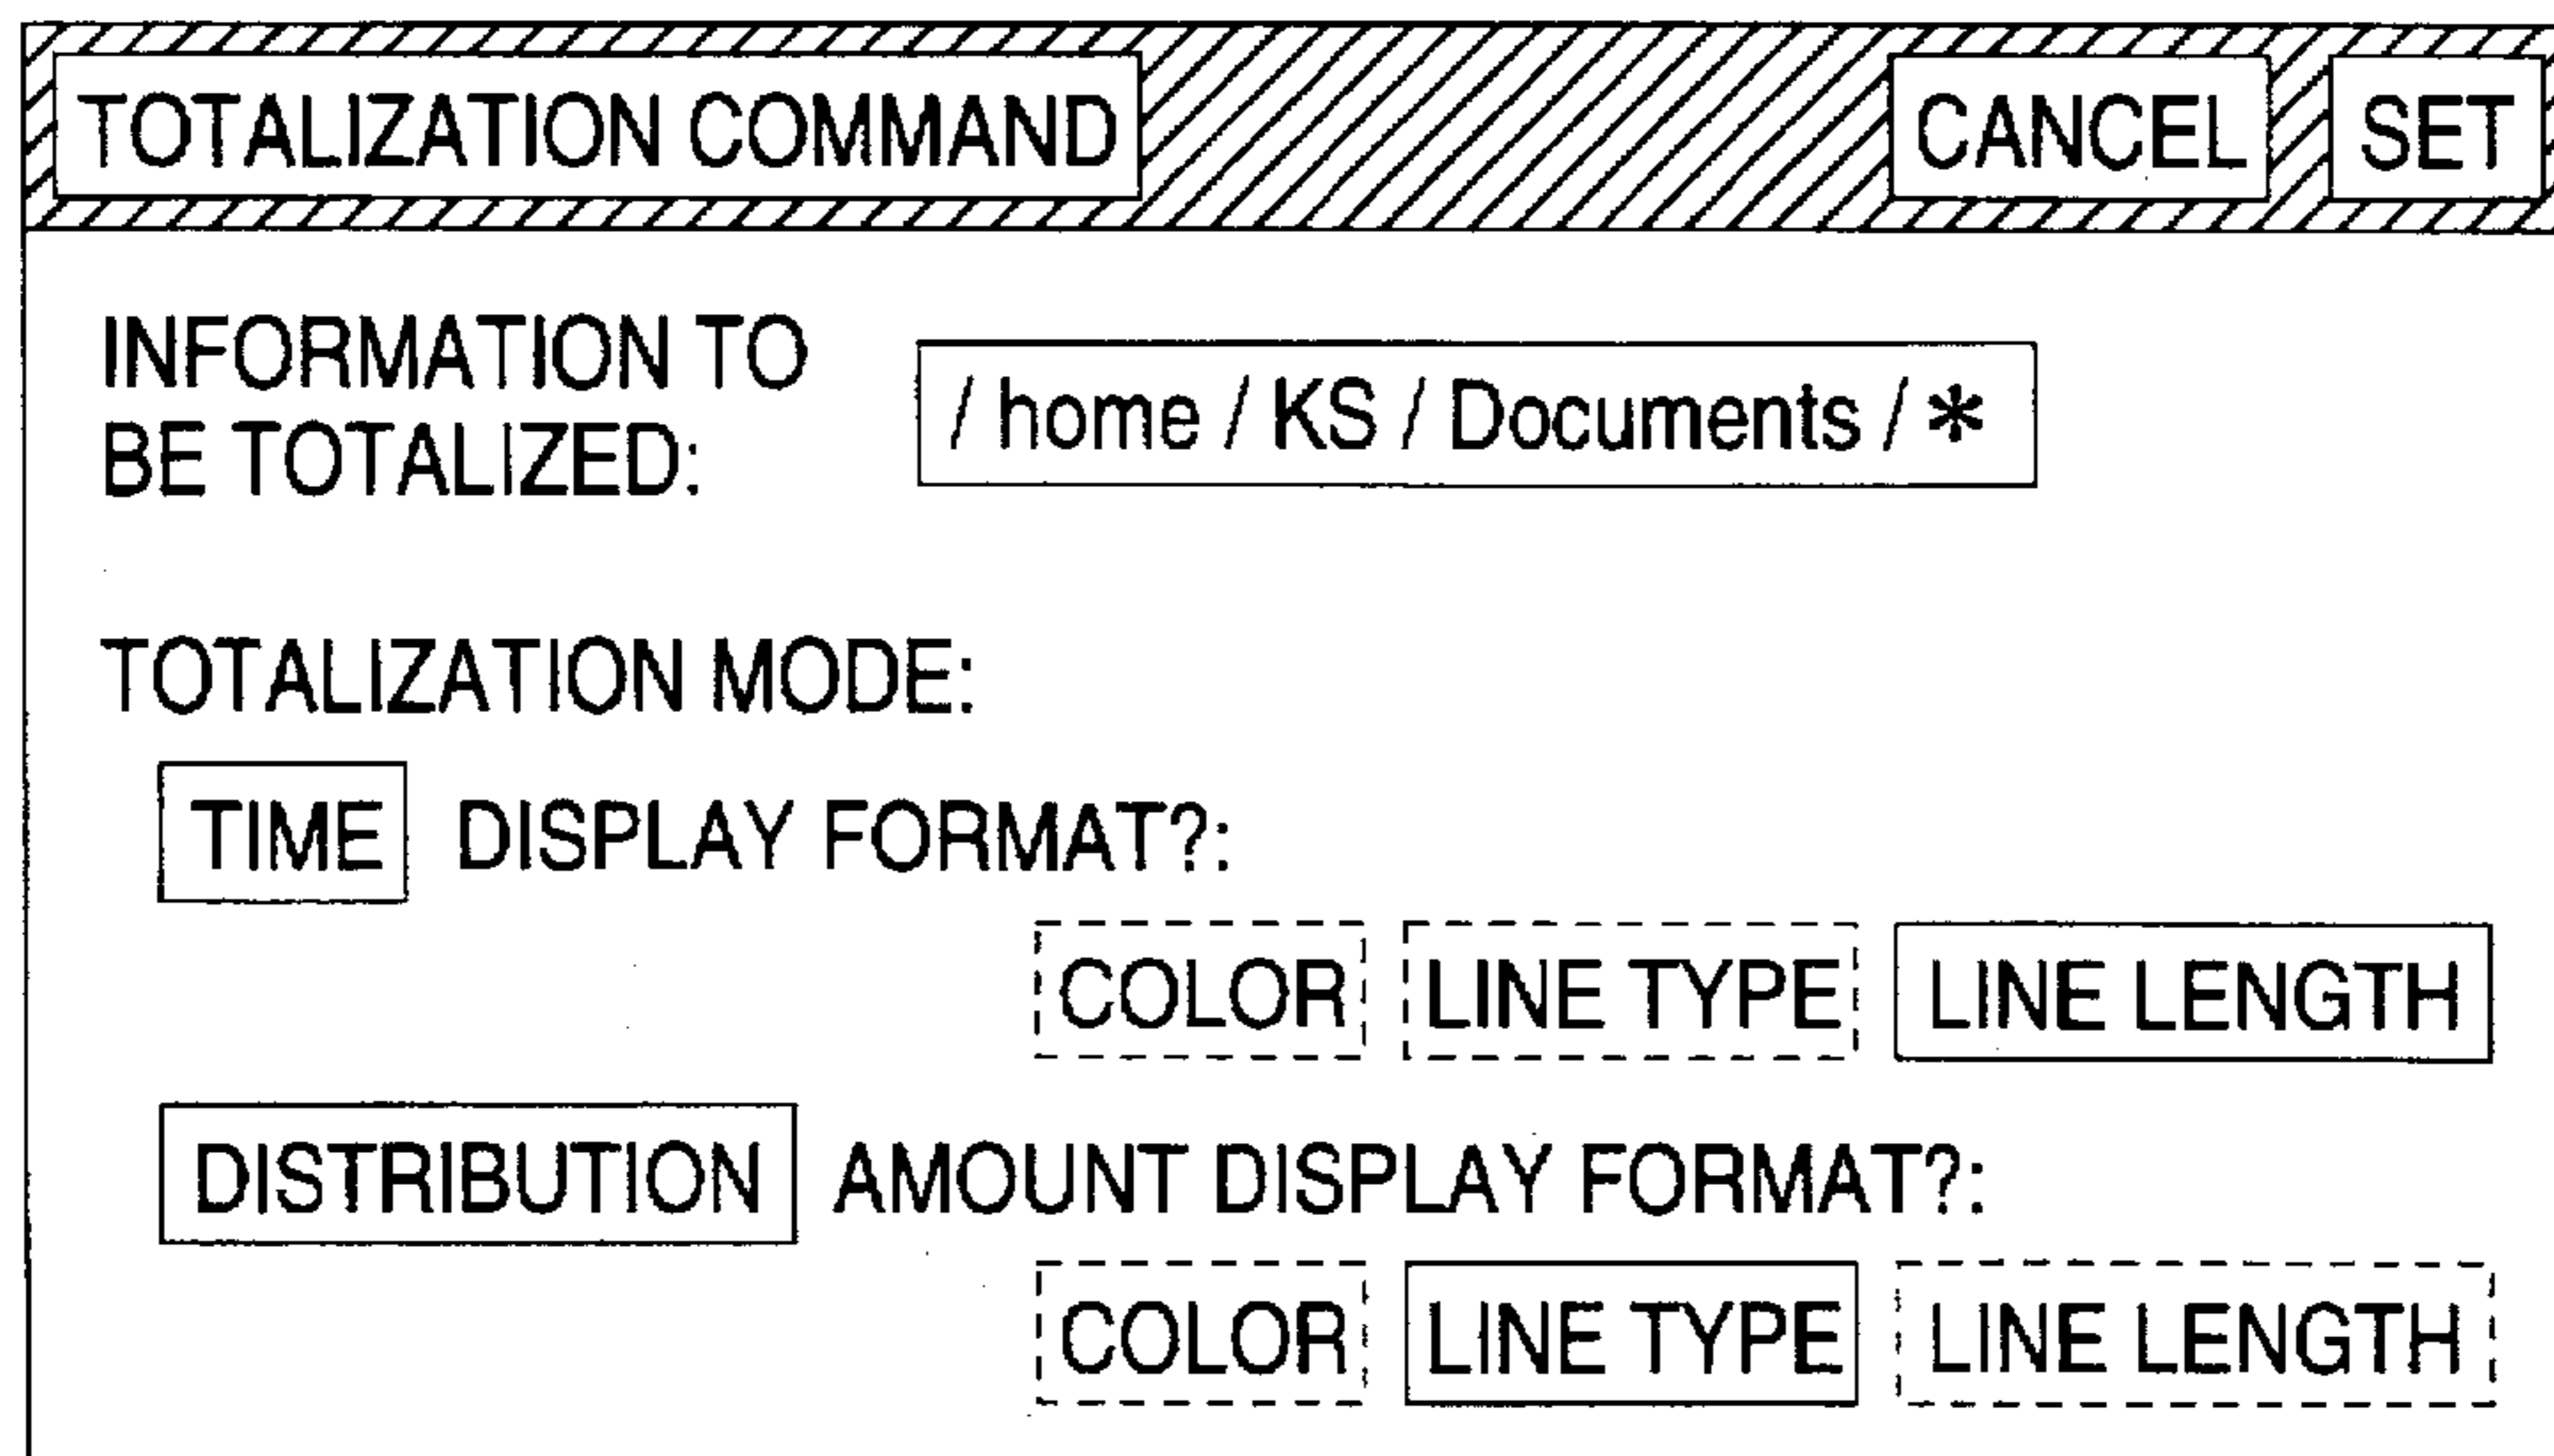 TOTALIZATION COMMAND CANCEL SET
INFORMATION TO
BE TOTALIZED:
/ home / KS / Documents / *
TOTALIZATION MODE:
TIME DISPLAY FORMAT?:
COLOR LINE TYPE LINE LENGTH
DISTRIBUTION AMOUNT DISPLAY FORMAT?:
COLOR LINE TYPE LINE LENGTH